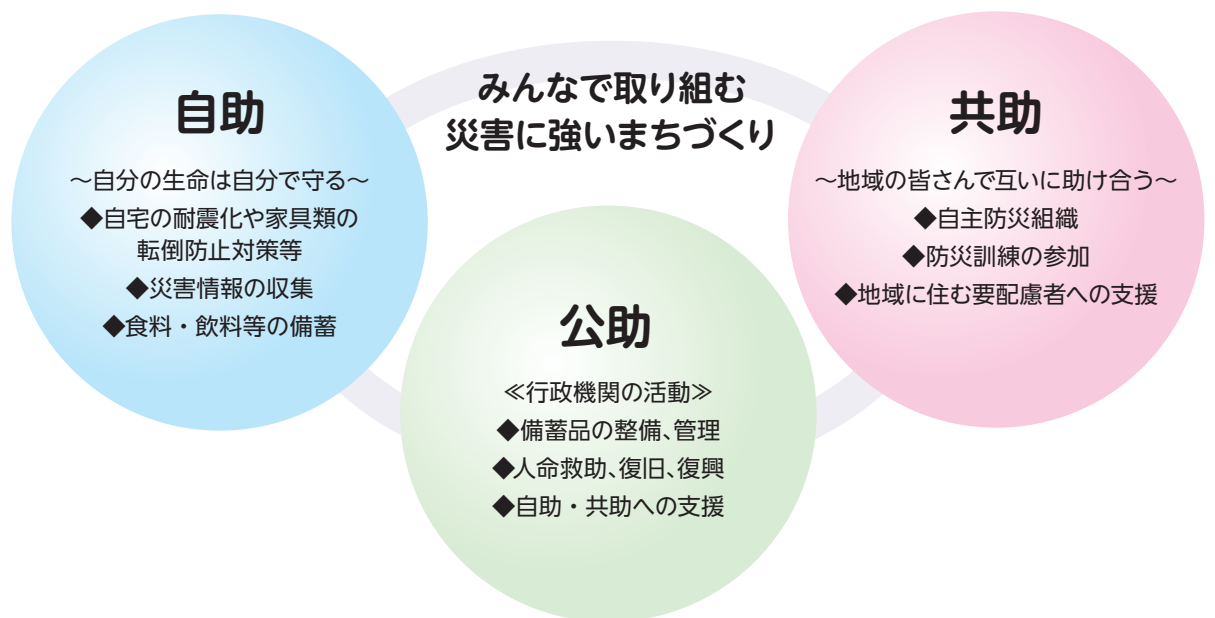 みんなで取り組む
災害に強いまちづくり
自助
～自分の生命は自分で守る～
◆自宅の耐震化や家具類の
転倒防止対策等
◆災害情報の収集
◆食料・飲料等の備蓄
共助
～地域の皆さんで互いに助け合う～
◆自主防災組織
◆防災訓練の参加
◆地域に住む要配慮者への支援
公助
≪行政機関の活動≫
◆備蓄品の整備、管理
◆人命救助、復旧、復興
◆自助・共助への支援